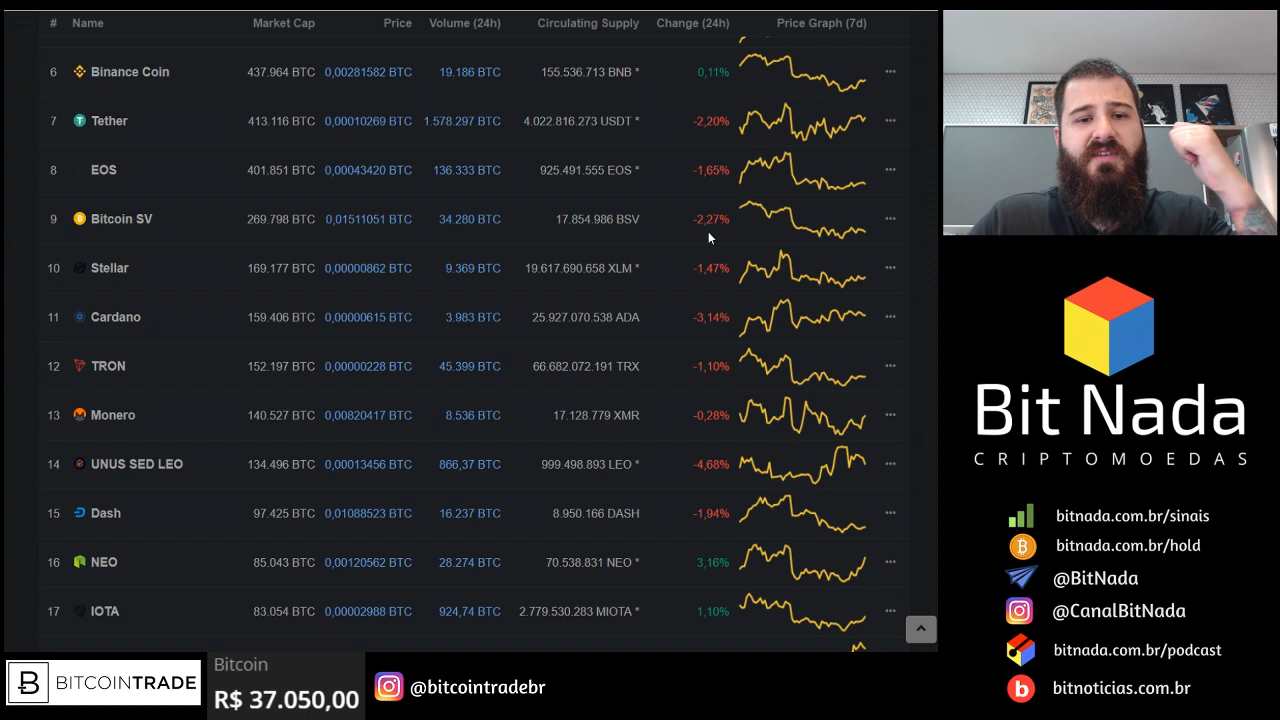 # Name Market Cap Price Volume (24h) Circulating Supply Change (24h) Price Graph (7d)
6 Binance Coin 437.964 BTC 0,00281582 BTC 19.186 BTC 155.536.713 BNB * 0,11%
7 Tether 413.116 BTC 0,00010269 BTC 1.578.297 BTC 4.022.816.273 USDT * -2,20%
8 EOS 401.851 BTC 0,00043420 BTC 136.333 BTC 925.491.555 EOS * -1,65%
9 Bitcoin SV 269.798 BTC 0,01511051 BTC 34.280 BTC 17.854.986 BSV -2,27%
10 Stellar 169.177 BTC 0,00000862 BTC 9.369 BTC 19.617.690.658 XLM * -1,47%
11 Cardano 159.406 BTC 0,00000615 BTC 3.983 BTC 25.927.070.538 ADA -3,14%
12 TRON 152.197 BTC 0,00000228 BTC 45.399 BTC 66.682.072.191 TRX -1,10%
13 Monero 140.527 BTC 0,00820417 BTC 8.536 BTC 17.128.779 XMR -0,28%
14 UNUS SED LEO 134.496 BTC 0,00013456 BTC 866,37 BTC 999.498.893 LEO * -4,68%
15 Dash 97.425 BTC 0,01088523 BTC 16.237 BTC 8.950.166 DASH -1,94%
16 NEO 85.043 BTC 0,00120562 BTC 28.274 BTC 70.538.831 NEO * 3,16%
17 IOTA 83.054 BTC 0,00002988 BTC 924,74 BTC 2.779.530.283 MIOTA * 1,10%
Bit Nada
CRIPTOMOEDAS
bitnada.com.br/sinais
bitnada.com.br/hold
@BitNada
@CanalBitNada
bitnada.com.br/podcast
bitnoticias.com.br
BITCOINTRADE
Bitcoin
R$ 37.050,00
@bitcointradebr